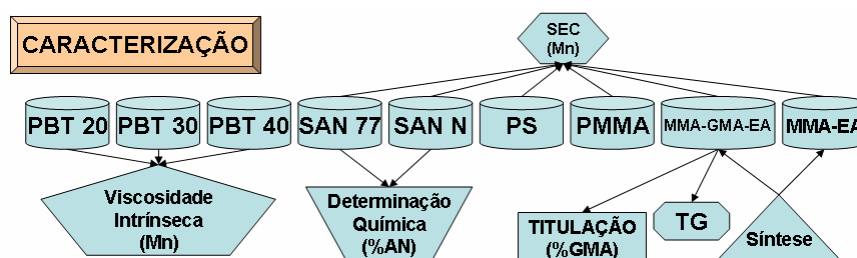 CARACTERIZAÇÃO
SEC
(Mn)
PBT 20
PBT 30
PBT 40
SAN 77
SAN N
PS
PMMA
MMA-GMA-EA
MMA-EA
Viscosidade
Intrínseca
(Mn)
Determinação
Química
(%AN)
TITULAÇÃO
(%GMA)
TG
Síntese